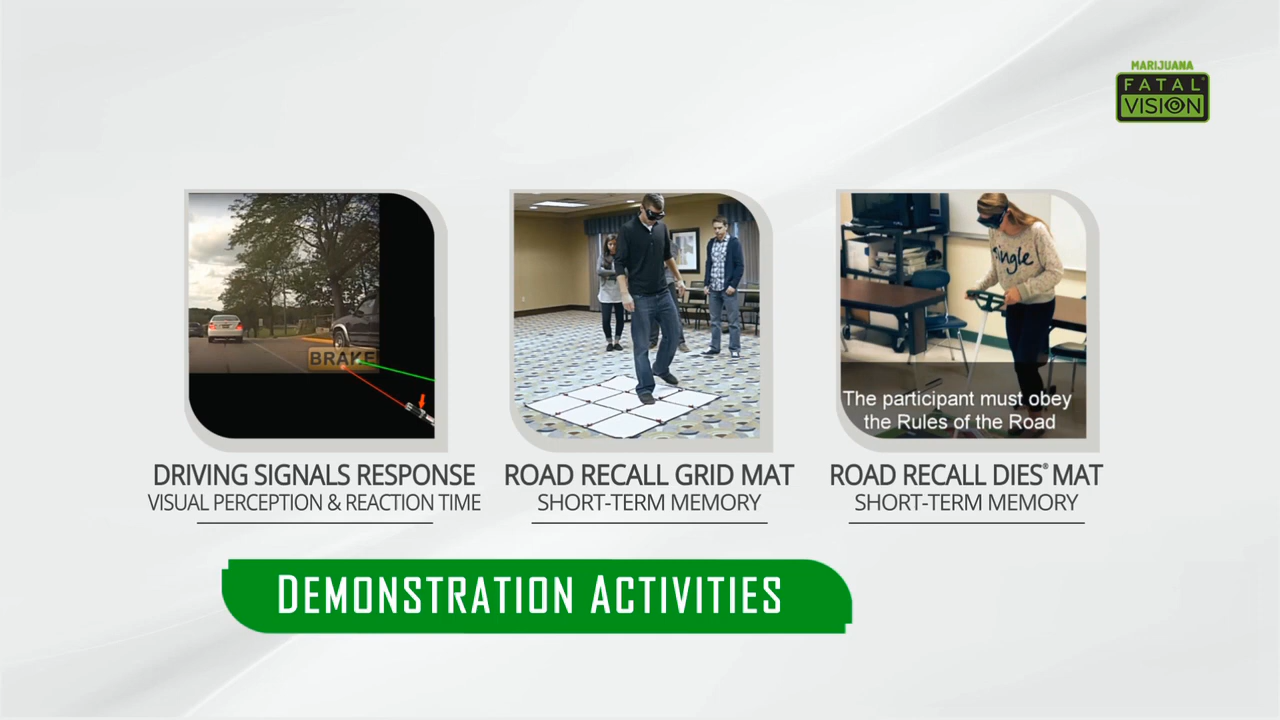 MARIJUANA
FATAL
VISION
BRAKE
The participant must obey
the Rules of the Road
DRIVING SIGNALS RESPONSE
VISUAL PERCEPTION & REACTION TIME
ROAD RECALL GRID MAT
SHORT-TERM MEMORY
ROAD RECALL DIES® MAT
SHORT-TERM MEMORY
DEMONSTRATION ACTIVITIES